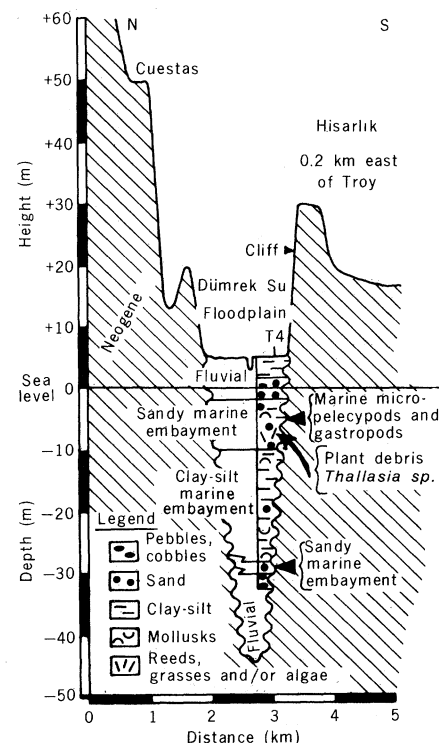 +60
N
S
Cuestas
+50
+40
Hisarlık
0.2 km east
of Troy
Height (m)
+30
Cliff
+20
Dümrek Su
Floodplain
Neogene
T4
+10
Fluvial
Sea
level
0
Marine micro-
pelecypods and
gastropods
Sandy marine
embayment
-10
Plant debris
Thallasia sp.
Clay-silt
marine
embayment
-20
Depth (m)
Legend
Pebbles,
cobbles
Sand
Sandy
marine
embayment
-30
Clay-silt
Mollusks
-40
Fluvial
Reeds,
grasses and/or algae
-50
0 1 2 3 4 5
Distance (km)